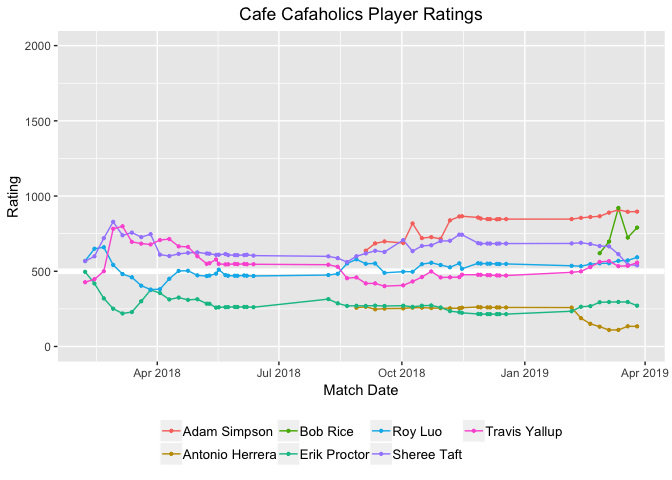 Cafe Cafaholics Player Ratings
2000
1500
1000
500
0
Rating
Apr 2018 Jul 2018 Oct 2018 Jan 2019 Apr 2019
Match Date
Adam Simpson Bob Rice Roy Luo Travis Yallup
Antonio Herrera Erik Proctor Sheree Taft